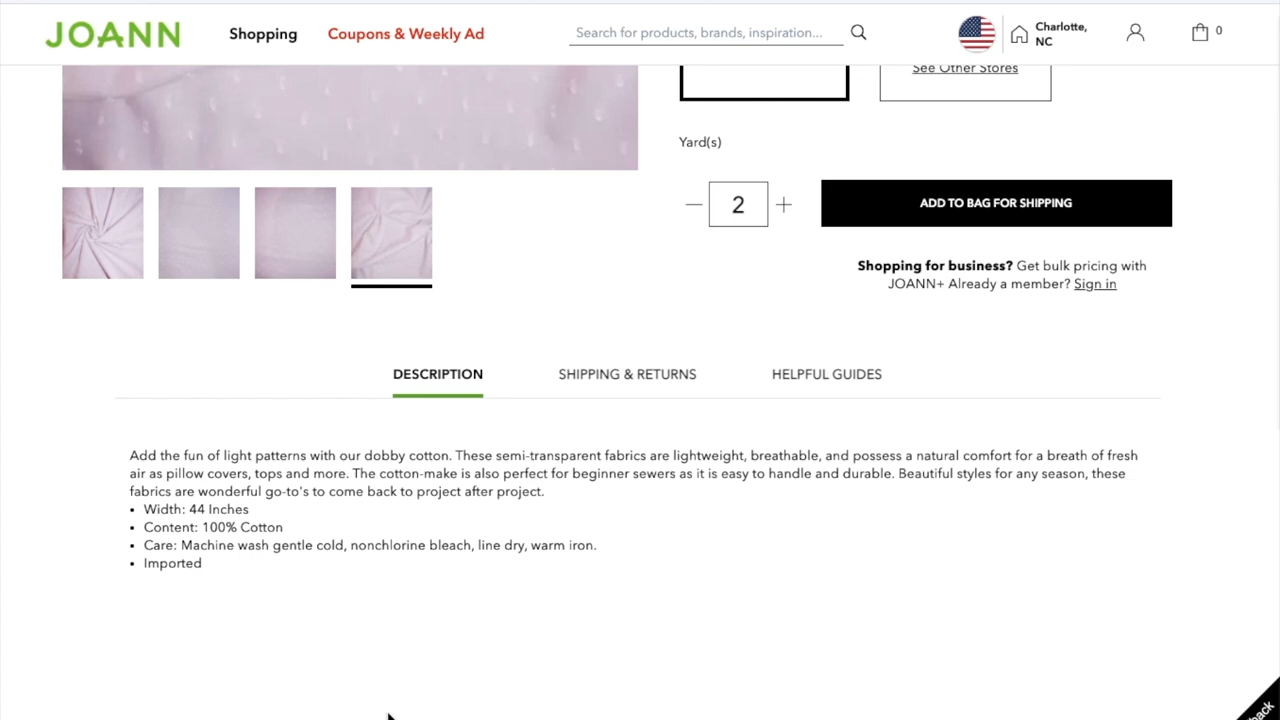 JOANN
Shopping
Coupons & Weekly Ad
Search for products, brands, inspiration...
Charlotte,
NC
0
See Other Stores
Yard(s)
2
ADD TO BAG FOR SHIPPING
Shopping for business? Get bulk pricing with
JOANN+ Already a member? Sign in
DESCRIPTION
SHIPPING & RETURNS
HELPFUL GUIDES
Add the fun of light patterns with our dobby cotton. These semi-transparent fabrics are lightweight, breathable, and possess a natural comfort for a breath of fresh
air as pillow covers, tops and more. The cotton-make is also perfect for beginner sewers as it is easy to handle and durable. Beautiful styles for any season, these
fabrics are wonderful go-to's to come back to project after project.
• Width: 44 Inches
• Content: 100% Cotton
• Care: Machine wash gentle cold, nonchlorine bleach, line dry, warm iron.
• Imported